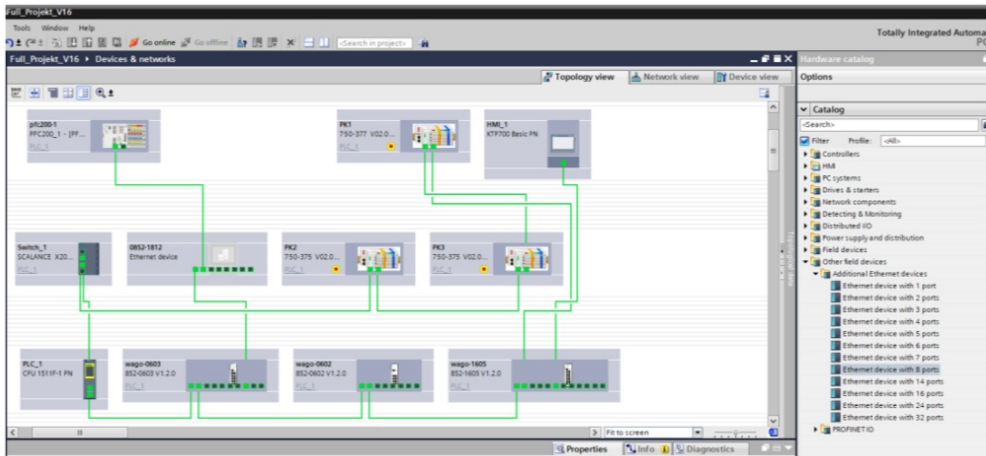 Full_Projekt_V16
Tools Window Help
Go online Go offline <Search in project>
Totally Integrated Automa
PO
Full_Projekt_V16 ▸ Devices & networks
Hardware catalog
Topology view Network view Device view
Options
Catalog
<Search>
Filter Profile: <All>
Controllers
HMI
PC systems
Drives & starters
Network components
Detecting & Monitoring
Distributed I/O
Power supply and distribution
Field devices
Other field devices
Additional Ethernet devices
Ethernet device with 1 port
Ethernet device with 2 ports
Ethernet device with 3 ports
Ethernet device with 4 ports
Ethernet device with 5 ports
Ethernet device with 6 ports
Ethernet device with 7 ports
Ethernet device with 8 ports
Ethernet device with 14 ports
Ethernet device with 16 ports
Ethernet device with 24 ports
Ethernet device with 32 ports
PROFINET IO
pfc200-1
PFC200_1 - [PF...
PLC_1
PK1
750-377 V02.0...
PLC_1
HMI_1
KTP700 Basic PN
Switch_1
SCALANCE X20...
PLC_1
0852-1812
Ethernet device
PK2
750-375 V02.0...
PLC_1
PK3
750-375 V02.0...
PLC_1
Topological data
PLC_1
CPU 1511F-1 PN
wago-0603
852-0603 V1.2.0
PLC_1
wago-0602
852-0602 V1.2.0
PLC_1
wago-1605
852-1605 V1.2.0
PLC_1
Fit to screen
Properties Info Diagnostics